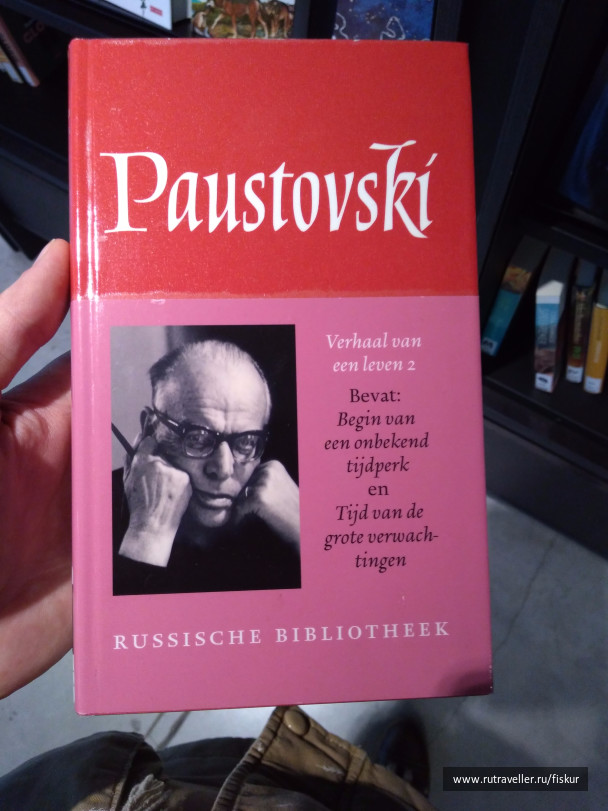 Paustovski
Verhaal van
een leven 2
Bevat:
Begin van
een onbekend
tijdperk
en
Tijd van de
grote verwach-
tingen
RUSSISCHE BIBLIOTHEEK
www.rutraveller.ru/fiskur